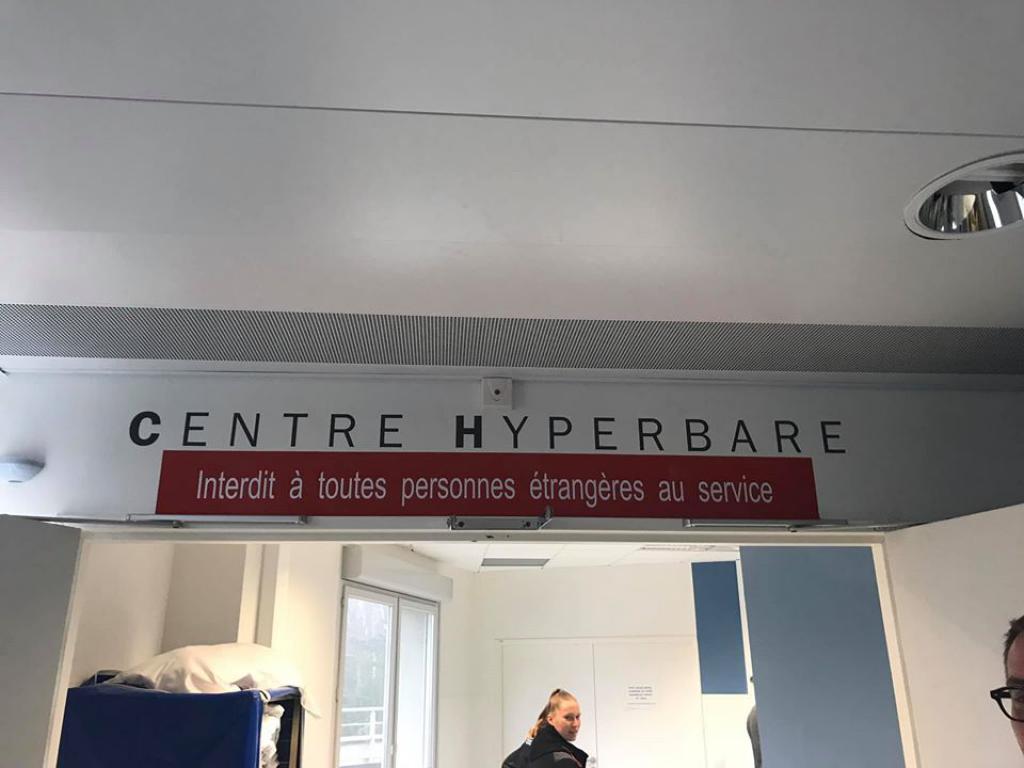 CENTRE HYPERBARE
Interdit à toutes personnes étrangères au service